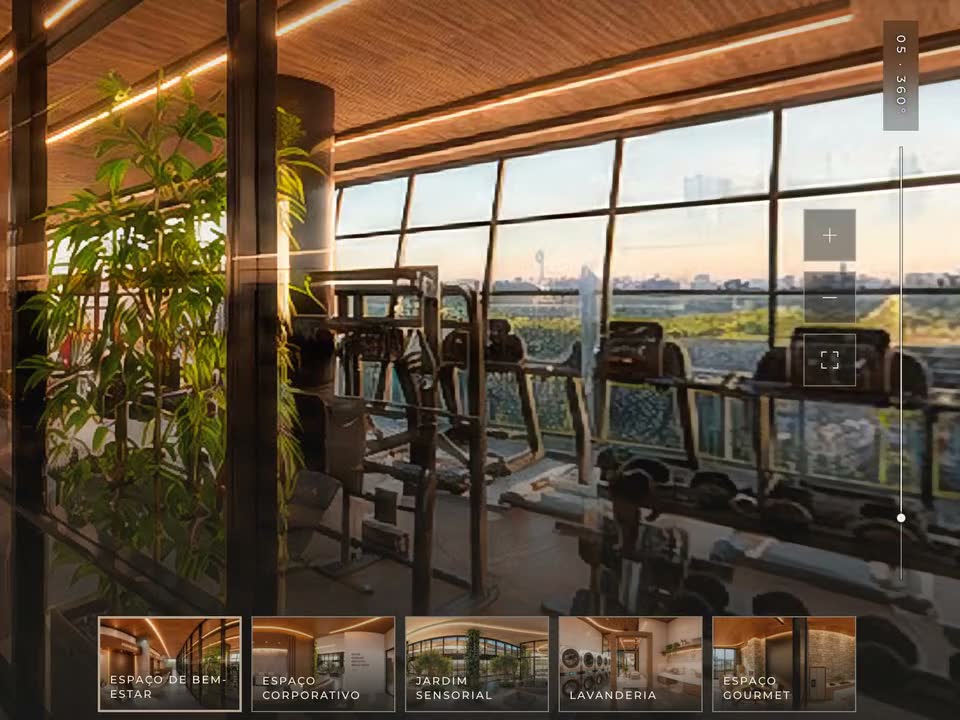 05 · 360°
ESPAÇO DE BEM-
ESTAR
ESPAÇO
CORPORATIVO
JARDIM
SENSORIAL
LAVANDERIA
ESPAÇO
GOURMET